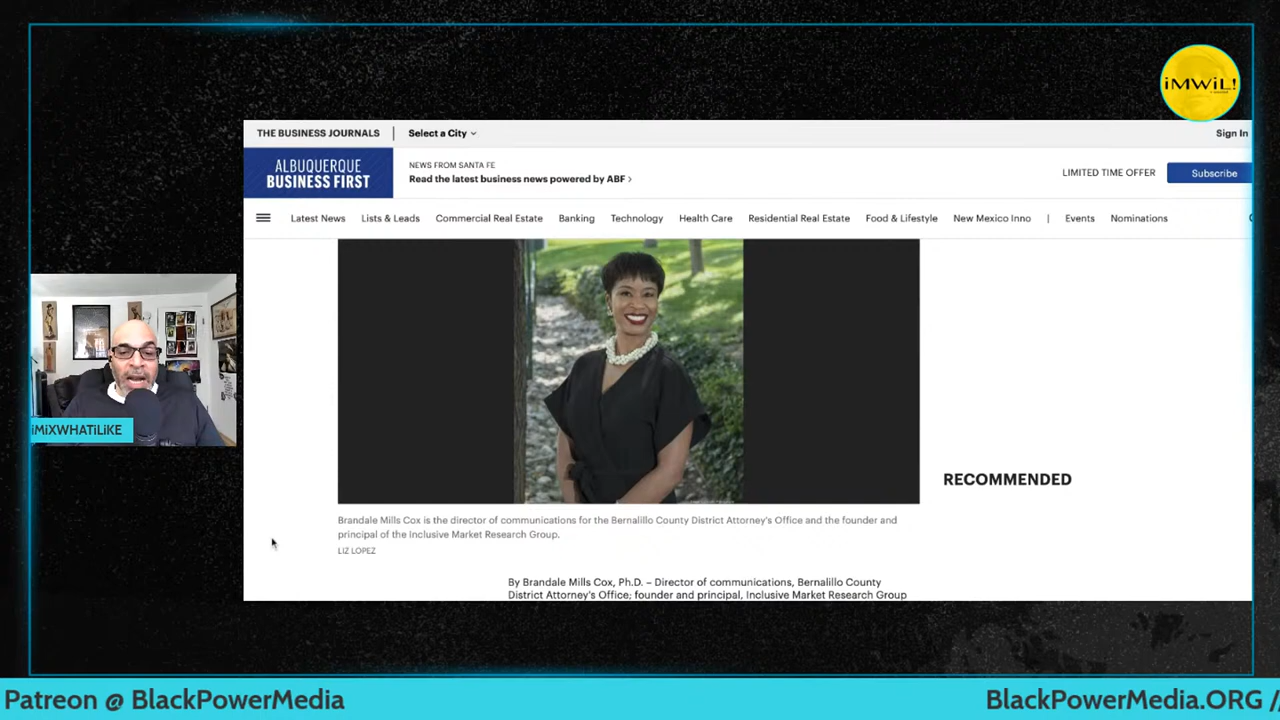 iMWiL!
THE BUSINESS JOURNALS
Select a City
Sign In
ALBUQUERQUE
BUSINESS FIRST
NEWS FROM SANTA FE
Read the latest business news powered by ABF >
LIMITED TIME OFFER
Subscribe
Latest News
Lists & Leads
Commercial Real Estate
Banking
Technology
Health Care
Residential Real Estate
Food & Lifestyle
New Mexico Inno
|
Events
Nominations
RECOMMENDED
iMiXWHATiLiKE
Brandale Mills Cox is the director of communications for the Bernalillo County District Attorney's Office and the founder and
principal of the Inclusive Market Research Group.
LIZ LOPEZ
By Brandale Mills Cox, Ph.D. – Director of communications, Bernalillo County
District Attorney's Office; founder and principal, Inclusive Market Research Group
Patreon @ BlackPowerMedia
BlackPowerMedia.ORG //